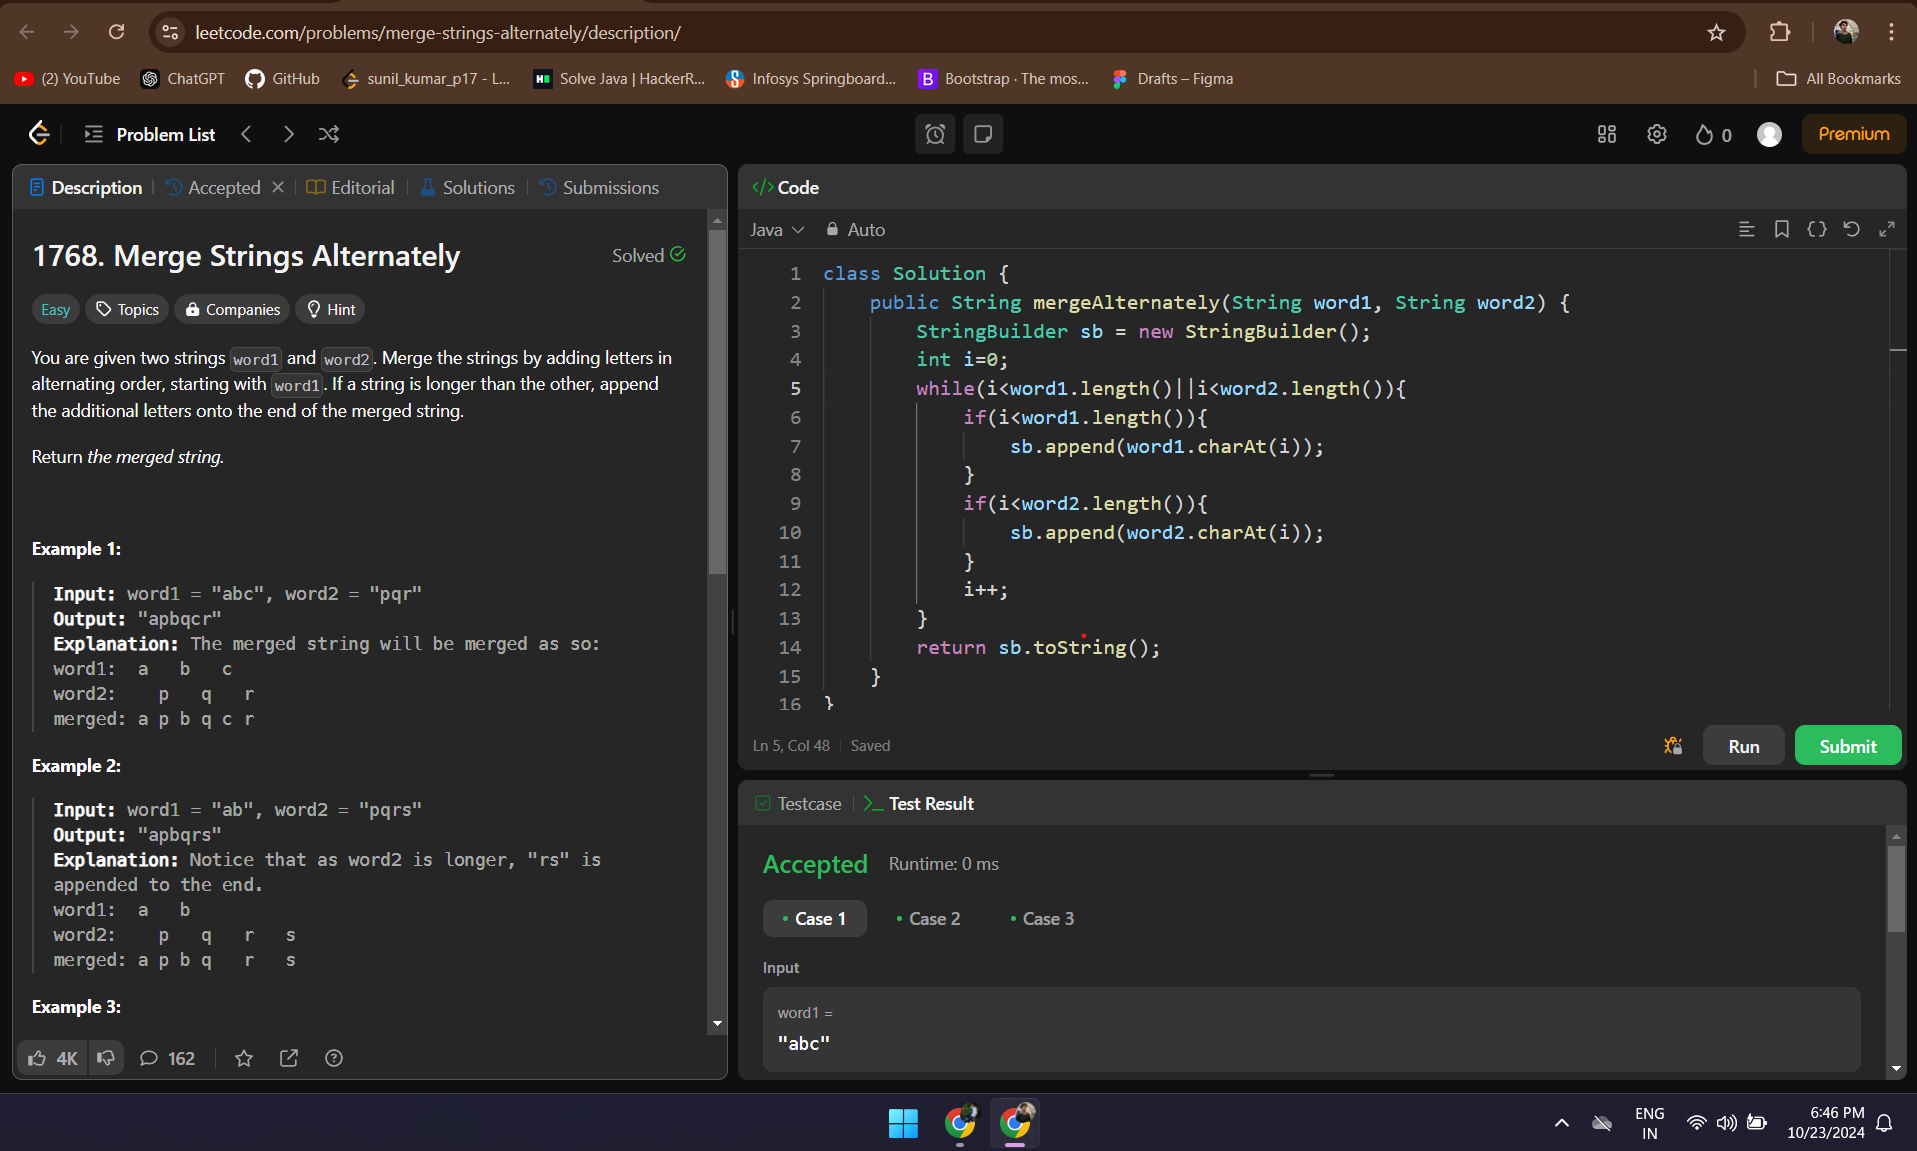 leetcode.com/problems/merge-strings-alternately/description/
(2) YouTube
ChatGPT
GitHub
sunil_kumar_p17 - L...
Solve Java | HackerR...
Infosys Springboard...
Bootstrap · The mos...
Drafts – Figma
All Bookmarks
Problem List
0
Premium
Description
Accepted
Editorial
Solutions
Submissions
1768. Merge Strings Alternately
Solved
Easy
Topics
Companies
Hint
You are given two strings word1 and word2. Merge the strings by adding letters in
alternating order, starting with word1. If a string is longer than the other, append
the additional letters onto the end of the merged string.
Return the merged string.
Example 1:
Input: word1 = "abc", word2 = "pqr"
Output: "apbqcr"
Explanation: The merged string will be merged as so:
word1:  a   b   c
word2:    p   q   r
merged: a p b q c r
Example 2:
Input: word1 = "ab", word2 = "pqrs"
Output: "apbqrs"
Explanation: Notice that as word2 is longer, "rs" is
appended to the end.
word1:  a   b
word2:    p   q   r   s
merged: a p b q   r   s
Example 3:
4K
162
</> Code
Java
Auto
1 class Solution {
2     public String mergeAlternately(String word1, String word2) {
3         StringBuilder sb = new StringBuilder();
4         int i=0;
5         while(i<word1.length()||i<word2.length()){
6             if(i<word1.length()){
7                 sb.append(word1.charAt(i));
8             }
9             if(i<word2.length()){
10                 sb.append(word2.charAt(i));
11             }
12             i++;
13         }
14         return sb.toString();
15     }
16 }
Ln 5, Col 48
Saved
Run
Submit
Testcase
>_ Test Result
Accepted
Runtime: 0 ms
Case 1
Case 2
Case 3
Input
word1 =
"abc"
ENG
IN
6:46 PM
10/23/2024